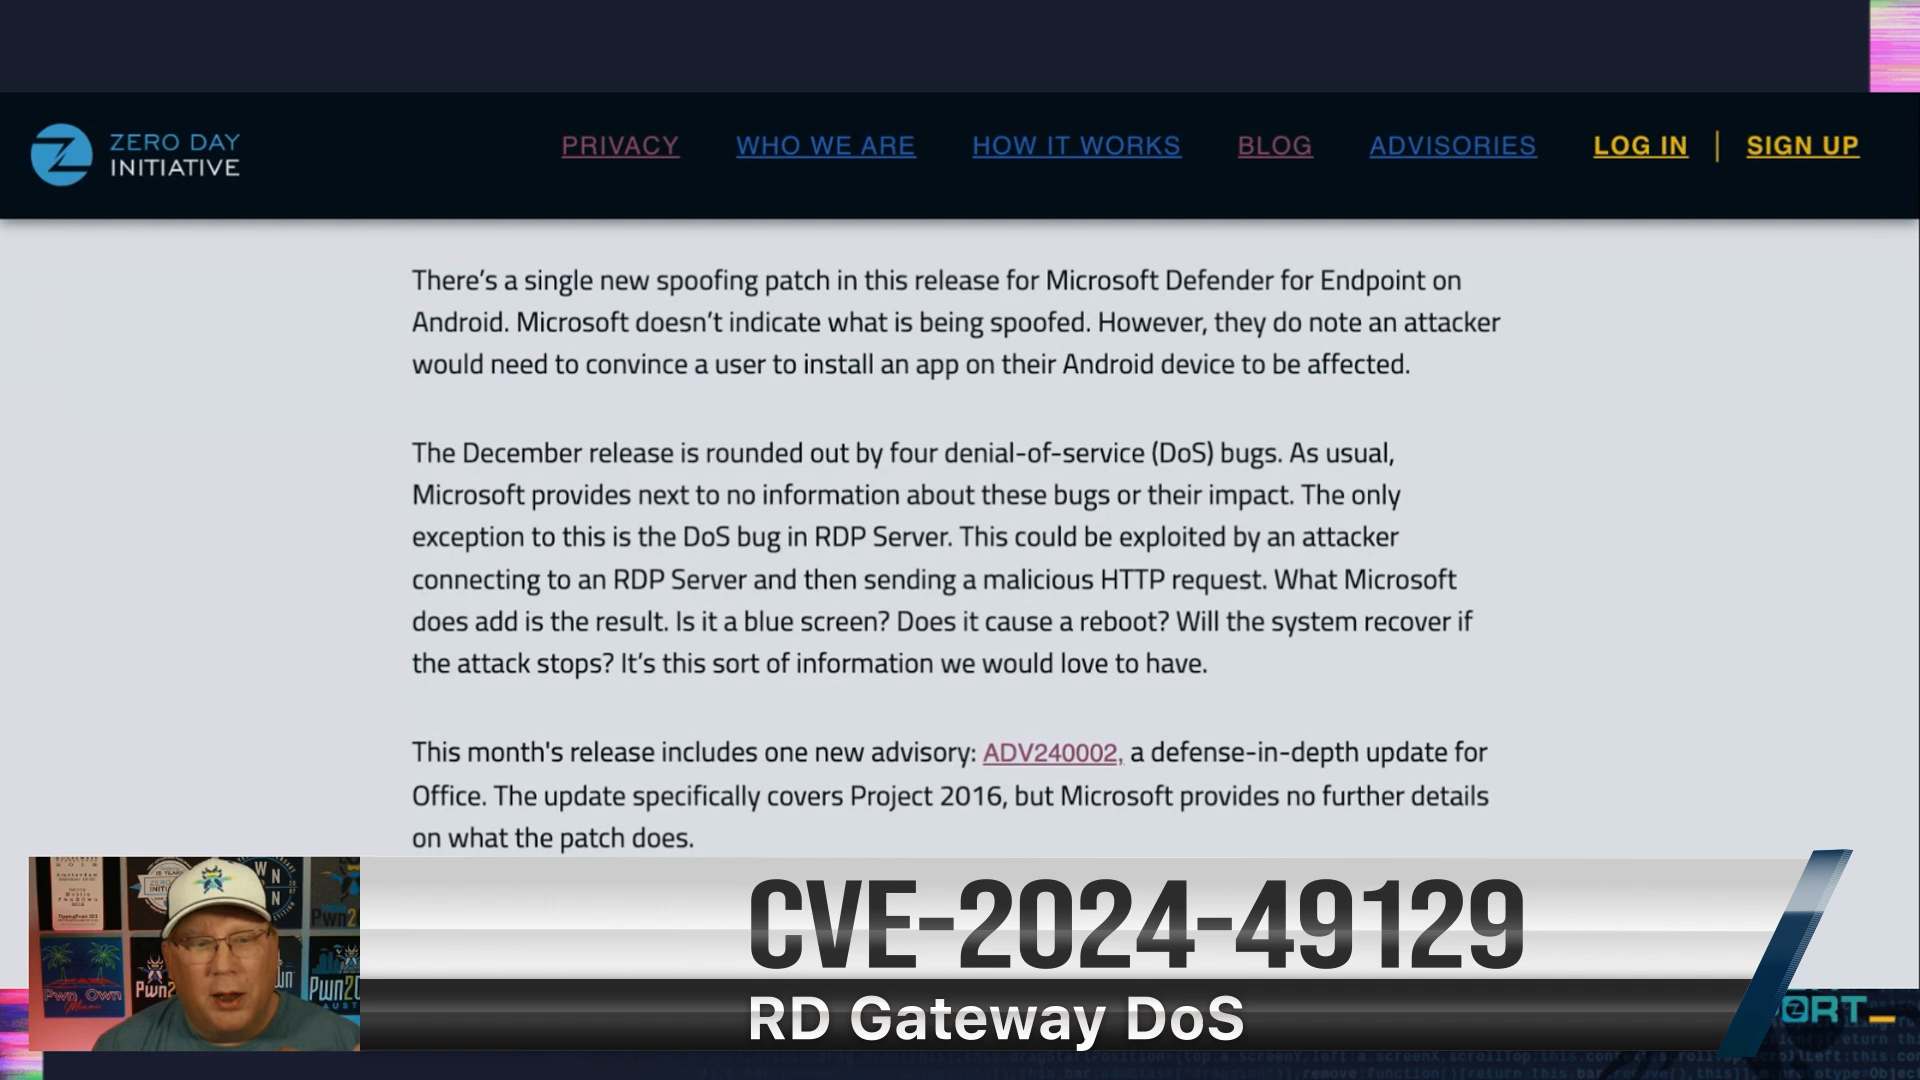 ZERO DAY
INITIATIVE
PRIVACY
WHO WE ARE
HOW IT WORKS
BLOG
ADVISORIES
LOG IN | SIGN UP
There’s a single new spoofing patch in this release for Microsoft Defender for Endpoint on
Android. Microsoft doesn’t indicate what is being spoofed. However, they do note an attacker
would need to convince a user to install an app on their Android device to be affected.
The December release is rounded out by four denial-of-service (DoS) bugs. As usual,
Microsoft provides next to no information about these bugs or their impact. The only
exception to this is the DoS bug in RDP Server. This could be exploited by an attacker
connecting to an RDP Server and then sending a malicious HTTP request. What Microsoft
does add is the result. Is it a blue screen? Does it cause a reboot? Will the system recover if
the attack stops? It’s this sort of information we would love to have.
This month's release includes one new advisory: ADV240002, a defense-in-depth update for
Office. The update specifically covers Project 2016, but Microsoft provides no further details
on what the patch does.
CVE-2024-49129
RD Gateway DoS
Pwn Own
Miami
Pwn2
Pwn2O
AUST
ORT_